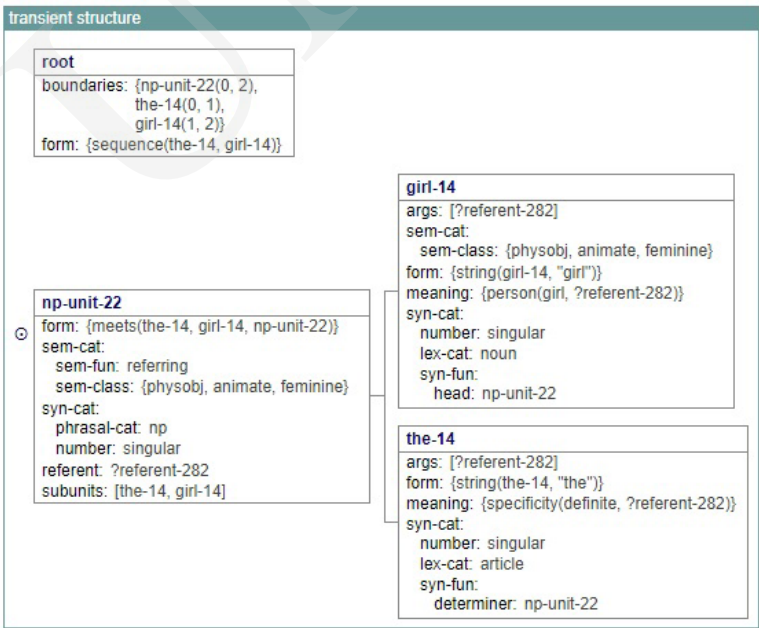 transient structure
root
boundaries: {np-unit-22(0, 2),
the-14(0, 1),
girl-14(1, 2)}
form: {sequence(the-14, girl-14)}
np-unit-22
form: {meets(the-14, girl-14, np-unit-22)}
sem-cat:
sem-fun: referring
sem-class: {physobj, animate, feminine}
syn-cat:
phrasal-cat: np
number: singular
referent: ?referent-282
subunits: [the-14, girl-14]
girl-14
args: [?referent-282]
sem-cat:
sem-class: {physobj, animate, feminine}
form: {string(girl-14, "girl")}
meaning: {person(girl, ?referent-282)}
syn-cat:
number: singular
lex-cat: noun
syn-fun:
head: np-unit-22
the-14
args: [?referent-282]
form: {string(the-14, "the")}
meaning: {specificity(definite, ?referent-282)}
syn-cat:
number: singular
lex-cat: article
syn-fun:
determiner: np-unit-22